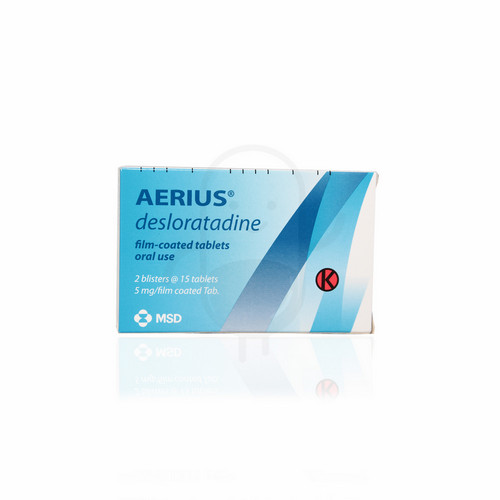 AERIUS®
desloratadine
film-coated tablets
oral use
2 blisters @ 15 tablets
5 mg/film coated Tab.
K
MSD